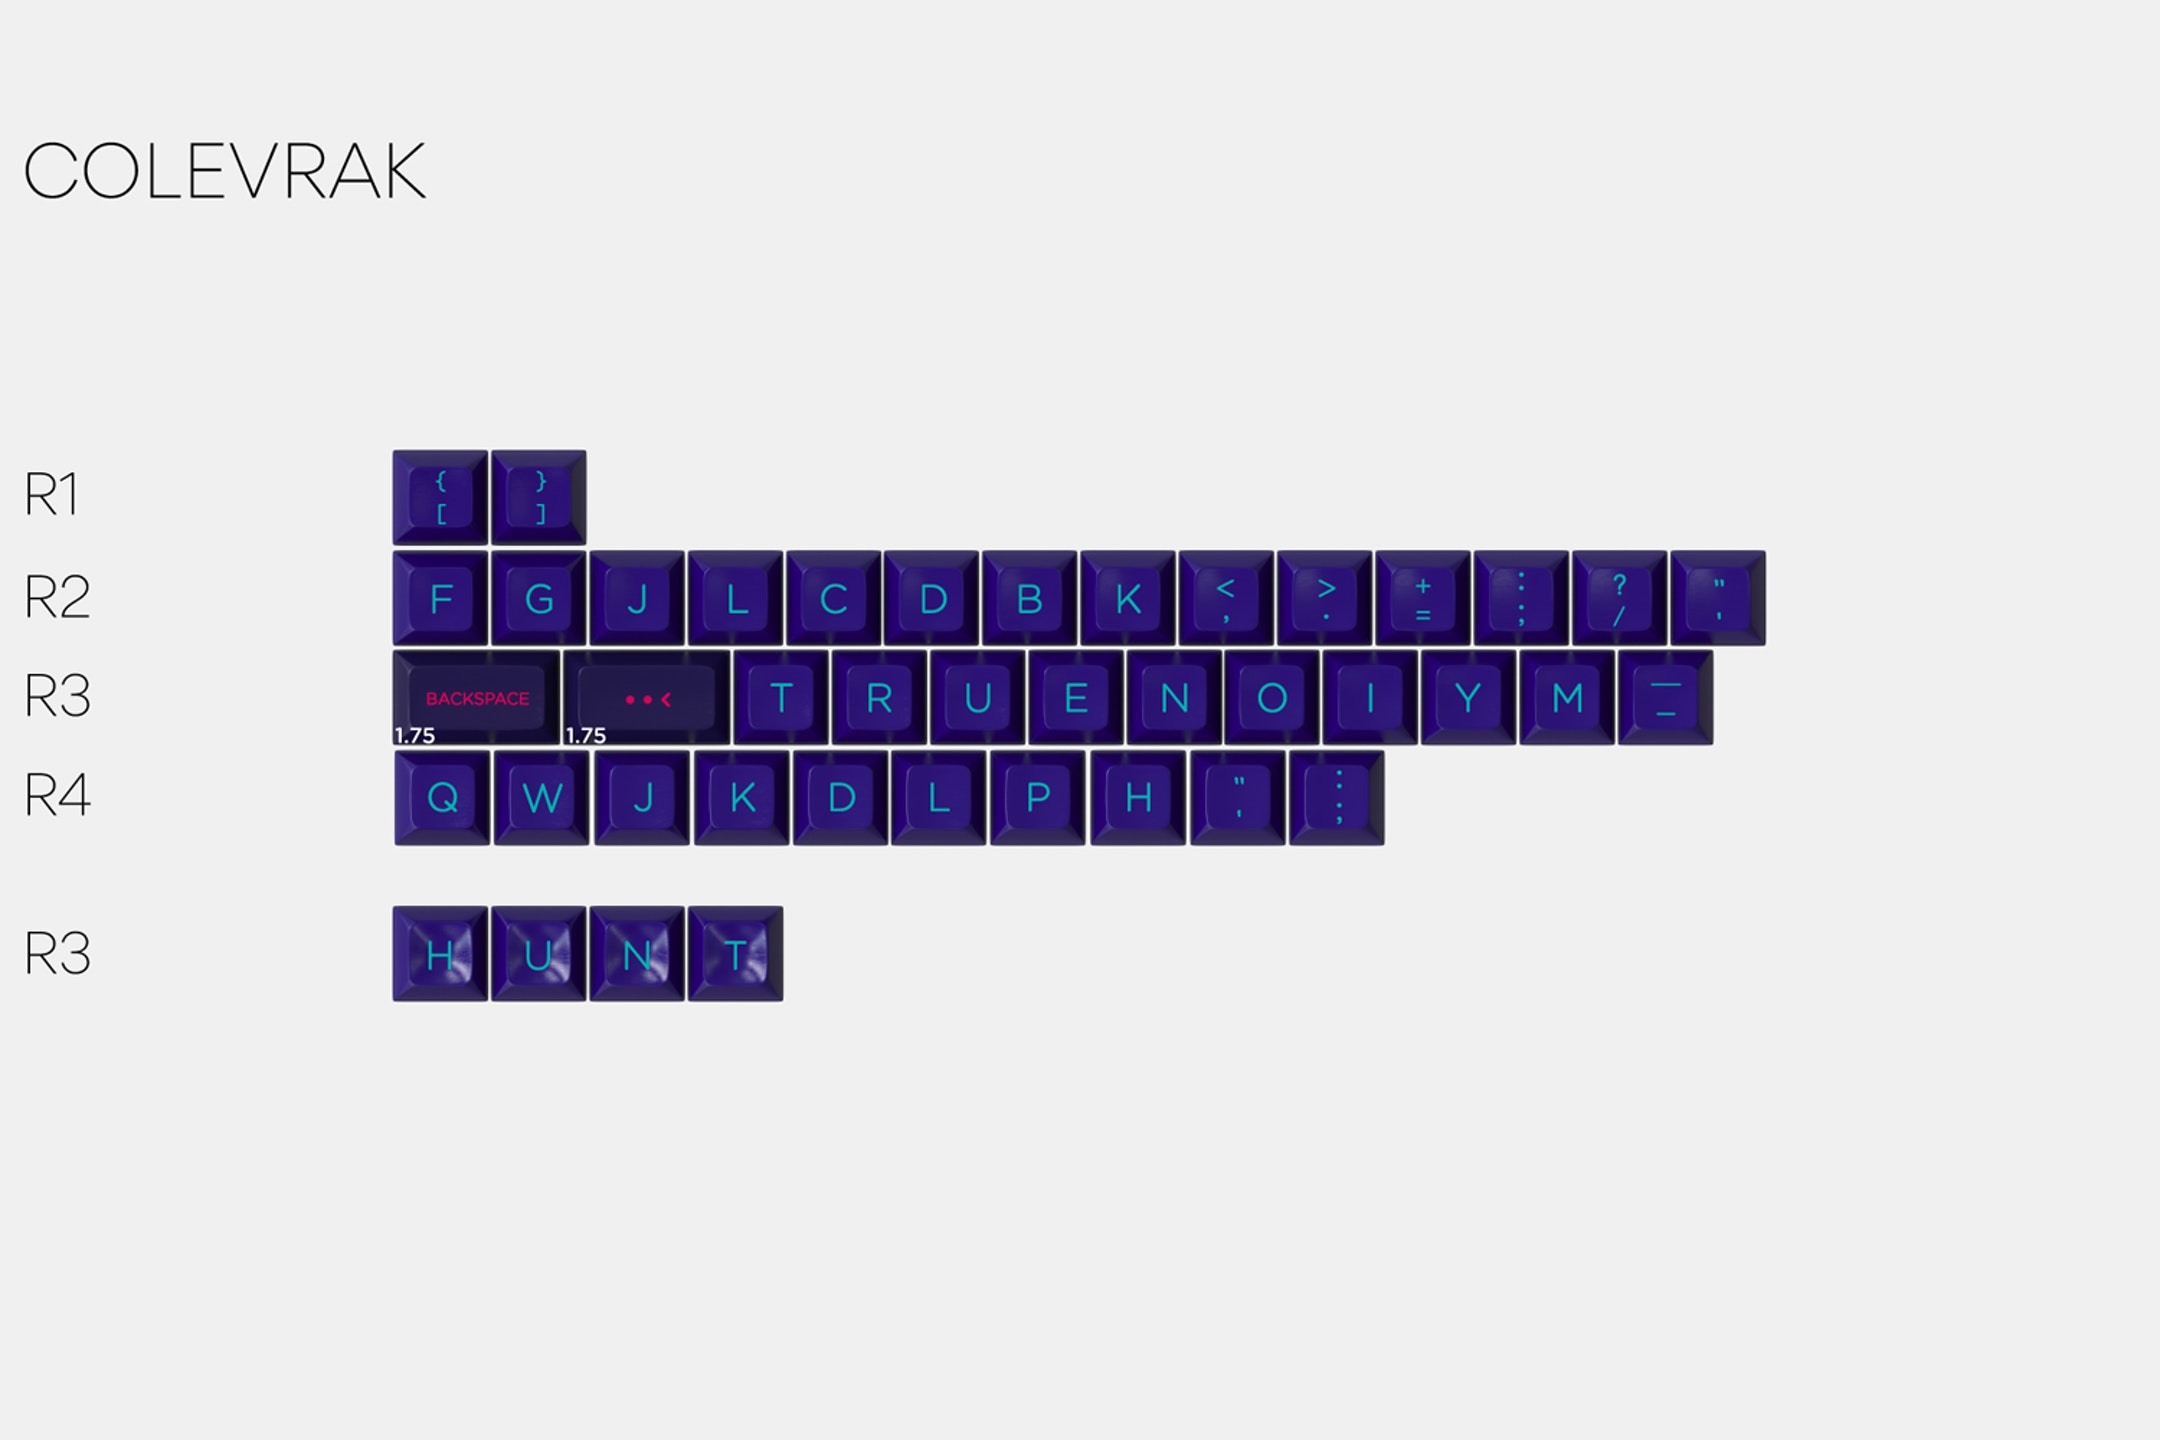 COLEVRAK
R1
{ }
[ ]
R2
F G J L C D B K < > + : ? "
, . = ; / '
R3
BACKSPACE ••< T R U E N O I Y M —
1.75 1.75 –
R4
Q W J K D L P H " :
' ;
R3
H U N T